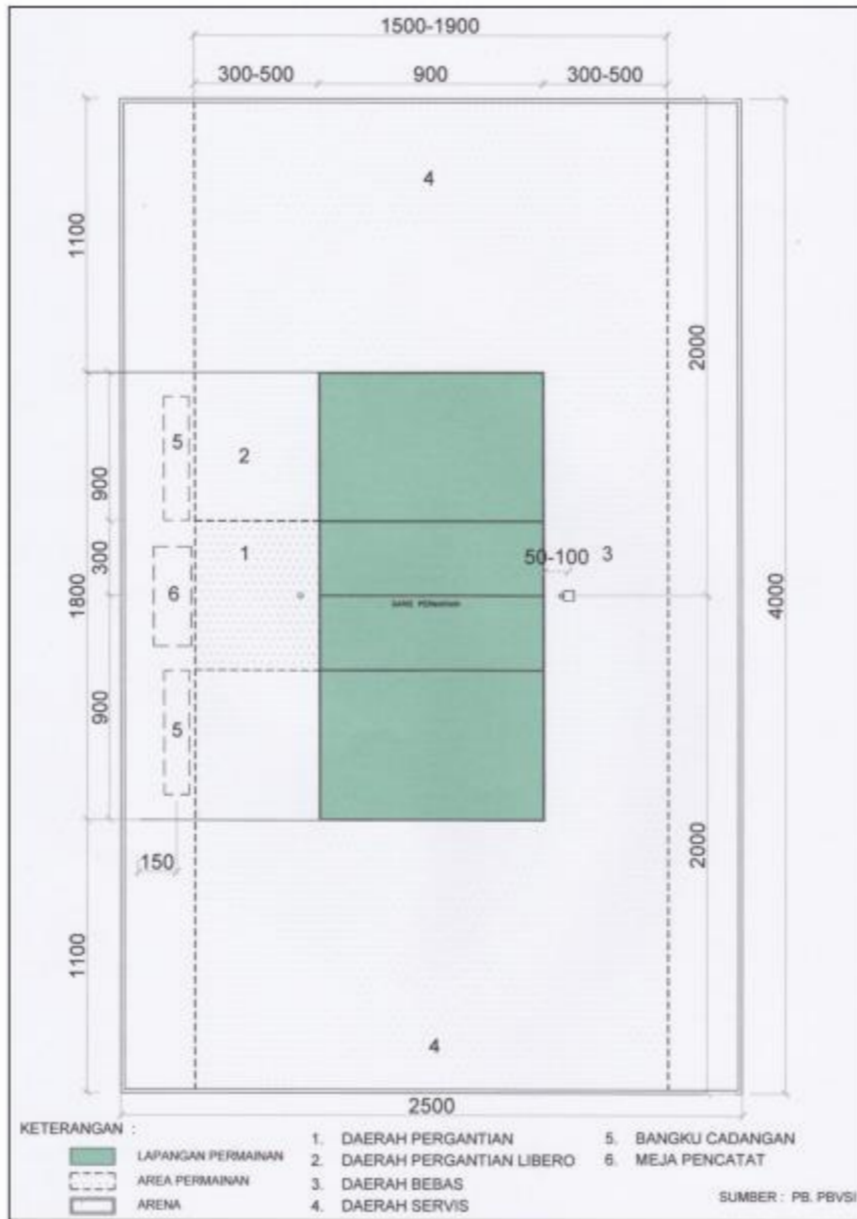 1500-1900
300-500 900 300-500
4
1100
2000
5
2
900
1
50-100 3
300
6
1800
4000
5
900
150
2000
1100
4
2500
KETERANGAN :
LAPANGAN PERMAINAN
AREA PERMAINAN
ARENA
1. DAERAH PERGANTIAN
2. DAERAH PERGANTIAN LIBERO
3. DAERAH BEBAS
4. DAERAH SERVIS
5. BANGKU CADANGAN
6. MEJA PENCATAT
SUMBER : PB. PBVSI